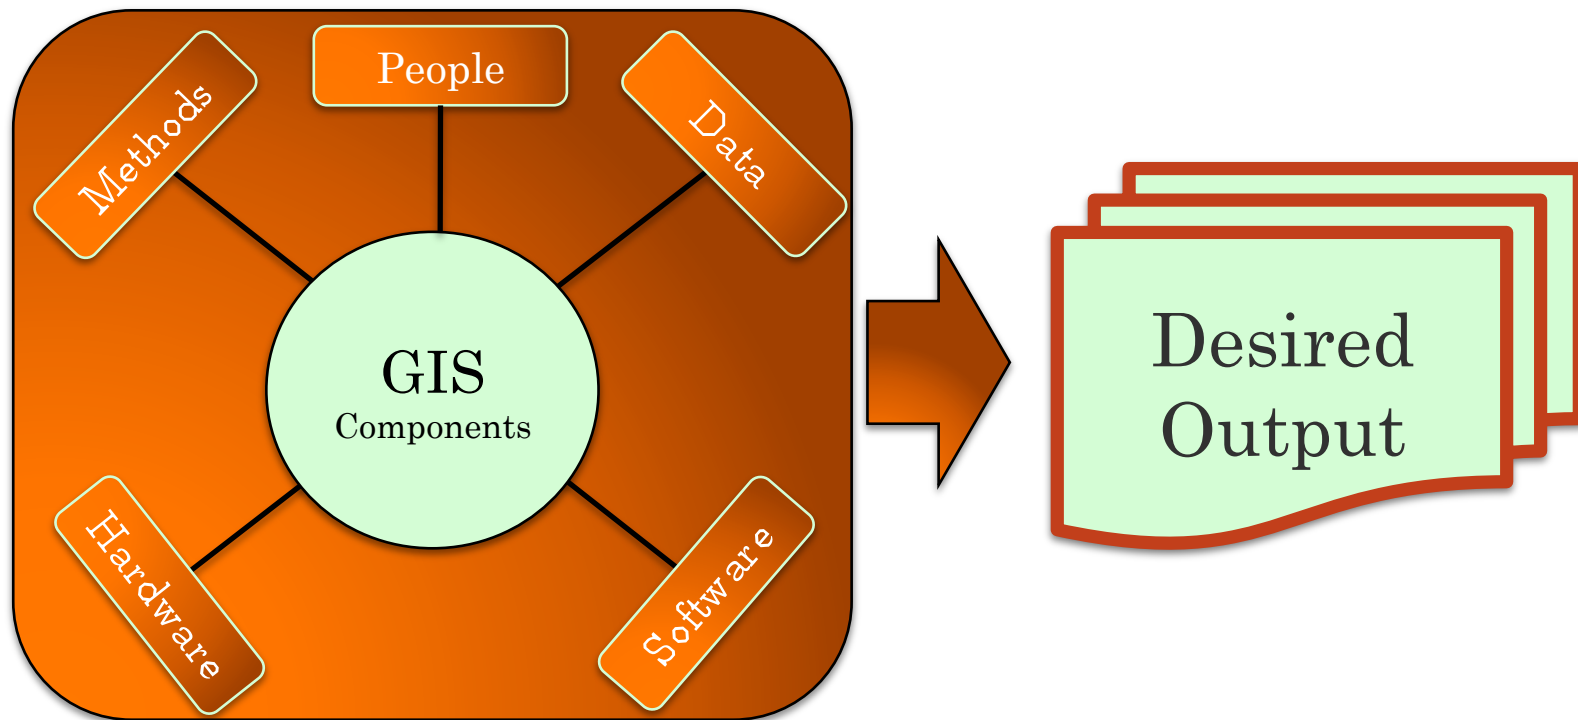 Methods
People
Data
GIS
Components
Hardware
Software
Desired
Output